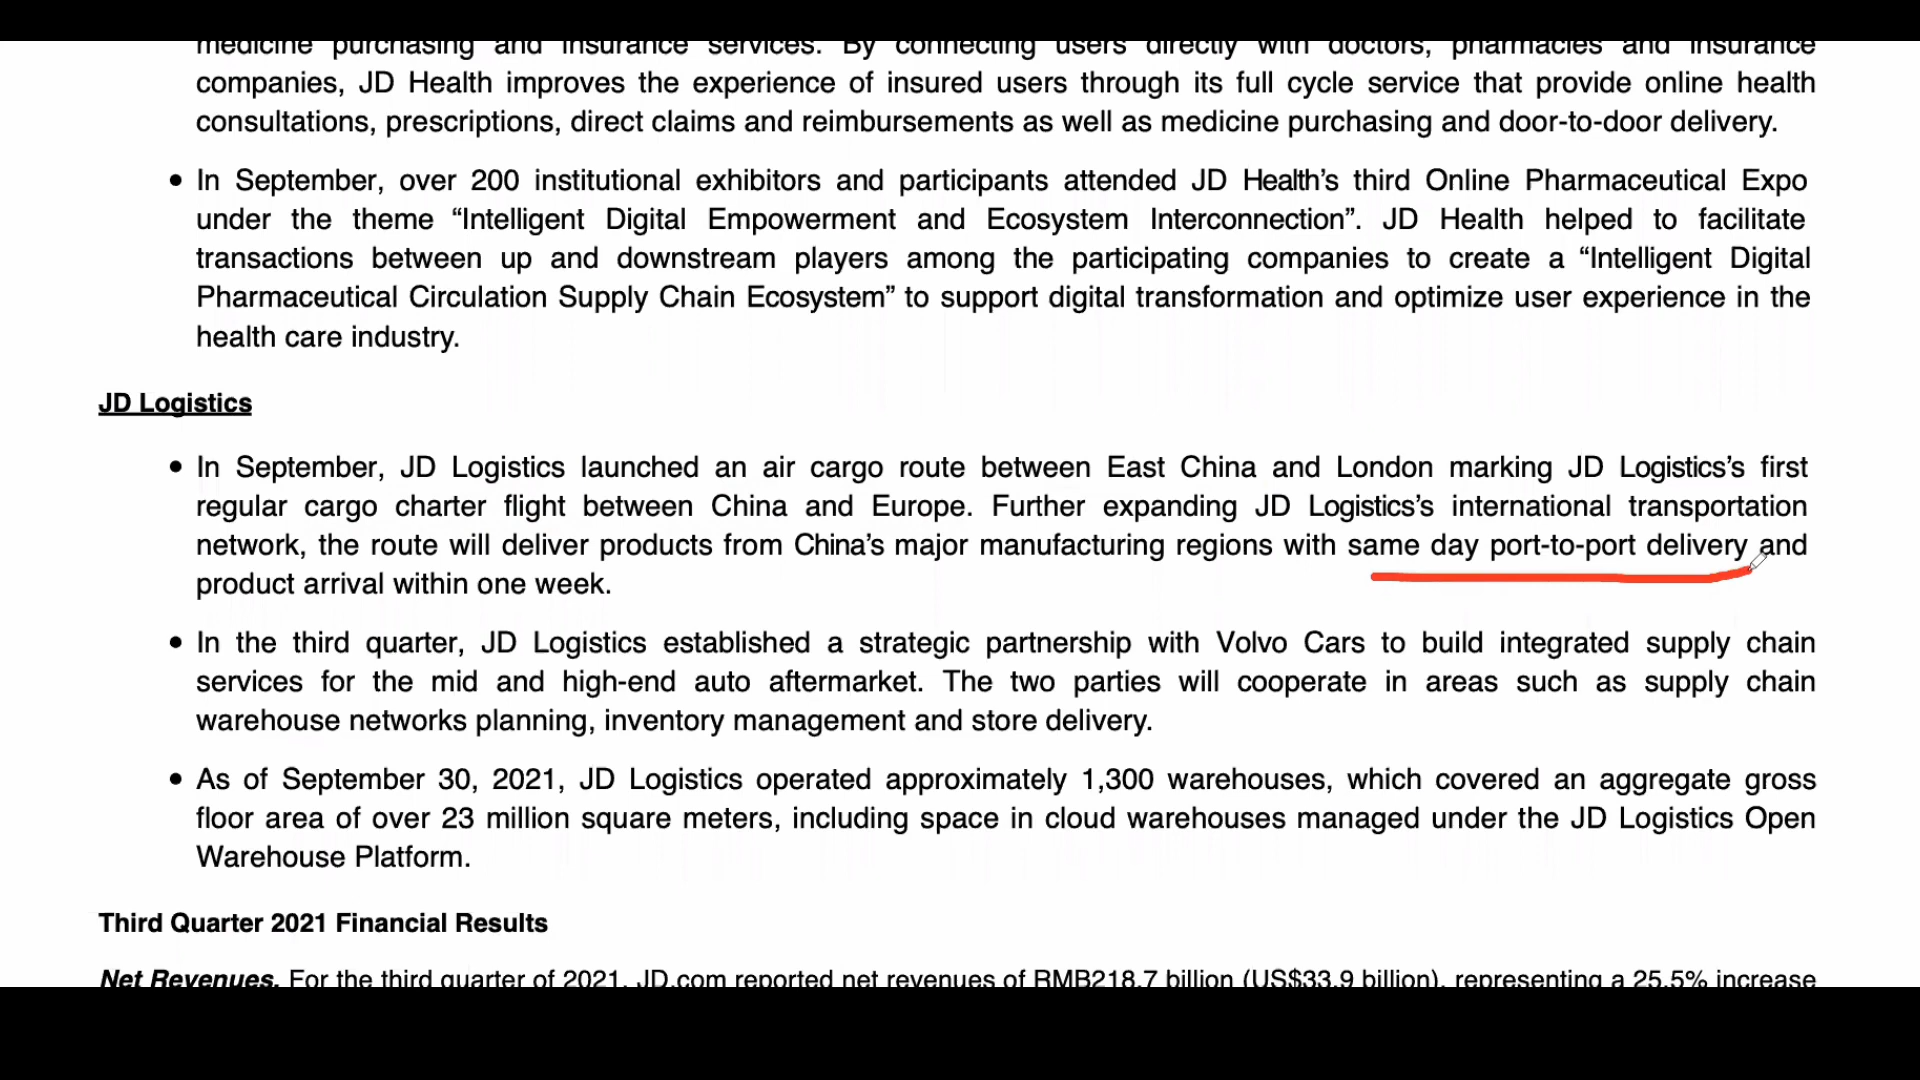 medicine purchasing and insurance services. By connecting users directly with doctors, pharmacies and insurance
companies, JD Health improves the experience of insured users through its full cycle service that provide online health
consultations, prescriptions, direct claims and reimbursements as well as medicine purchasing and door-to-door delivery.
• In September, over 200 institutional exhibitors and participants attended JD Health’s third Online Pharmaceutical Expo
under the theme “Intelligent Digital Empowerment and Ecosystem Interconnection”. JD Health helped to facilitate
transactions between up and downstream players among the participating companies to create a “Intelligent Digital
Pharmaceutical Circulation Supply Chain Ecosystem” to support digital transformation and optimize user experience in the
health care industry.
JD Logistics
• In September, JD Logistics launched an air cargo route between East China and London marking JD Logistics’s first
regular cargo charter flight between China and Europe. Further expanding JD Logistics’s international transportation
network, the route will deliver products from China’s major manufacturing regions with same day port-to-port delivery and
product arrival within one week.
• In the third quarter, JD Logistics established a strategic partnership with Volvo Cars to build integrated supply chain
services for the mid and high-end auto aftermarket. The two parties will cooperate in areas such as supply chain
warehouse networks planning, inventory management and store delivery.
• As of September 30, 2021, JD Logistics operated approximately 1,300 warehouses, which covered an aggregate gross
floor area of over 23 million square meters, including space in cloud warehouses managed under the JD Logistics Open
Warehouse Platform.
Third Quarter 2021 Financial Results
Net Revenues. For the third quarter of 2021, JD.com reported net revenues of RMB218.7 billion (US$33.9 billion), representing a 25.5% increase